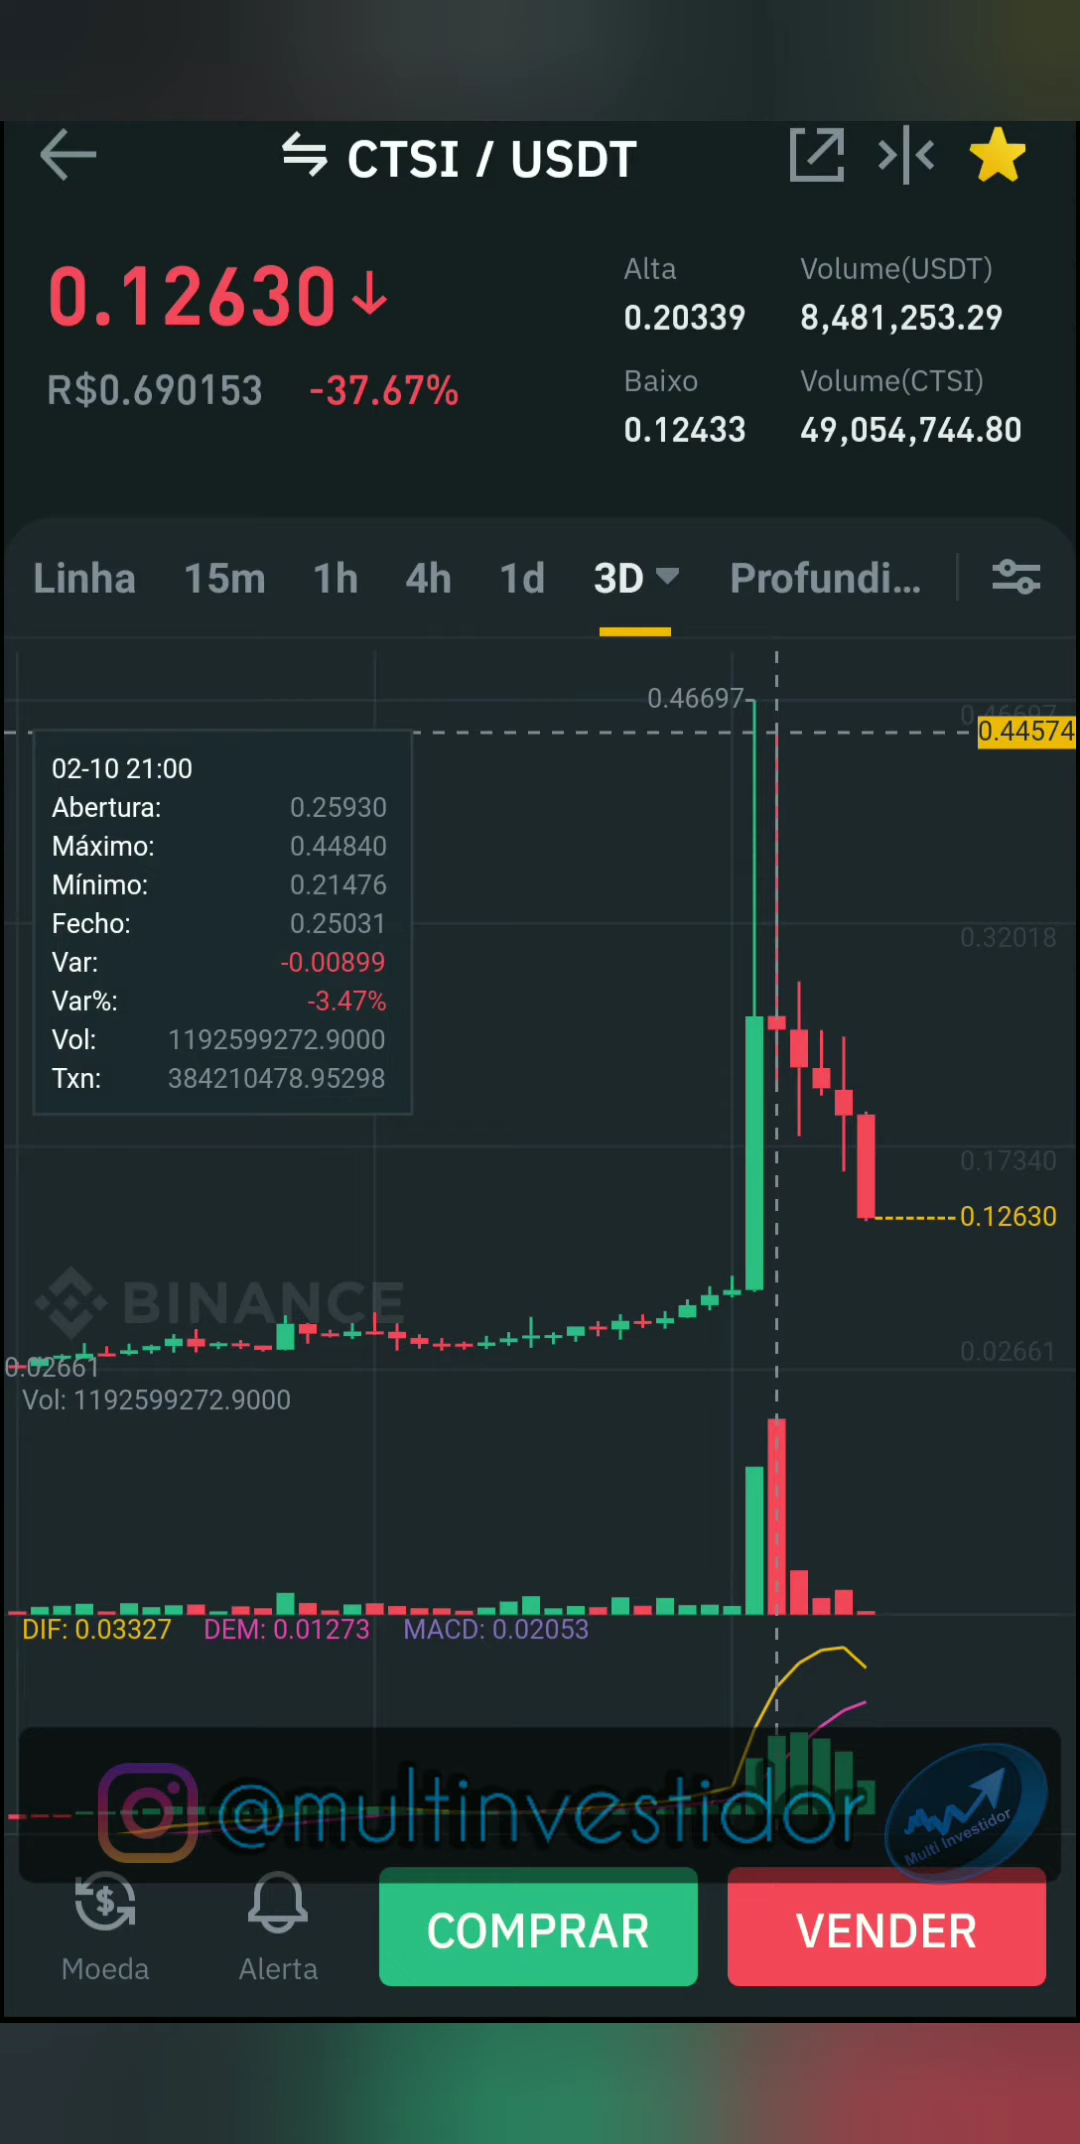 CTSI / USDT
0.12630↓
R$0.690153 -37.67%
Alta
0.20339
Volume(USDT)
8,481,253.29
Baixo
0.12433
Volume(CTSI)
49,054,744.80
Linha 15m 1h 4h 1d 3D Profundi...
0.46697
0.46697
0.44574
02-10 21:00
Abertura: 0.25930
Máximo: 0.44840
Mínimo: 0.21476
Fecho: 0.25031
Var: -0.00899
Var%: -3.47%
Vol: 1192599272.9000
Txn: 384210478.95298
0.32018
0.17340
0.12630
BINANCE
0.02661
0.02661
Vol: 1192599272.9000
DIF: 0.03327 DEM: 0.01273 MACD: 0.02053
@multinvestidor
Multi Investidor
Moeda
Alerta
COMPRAR
VENDER